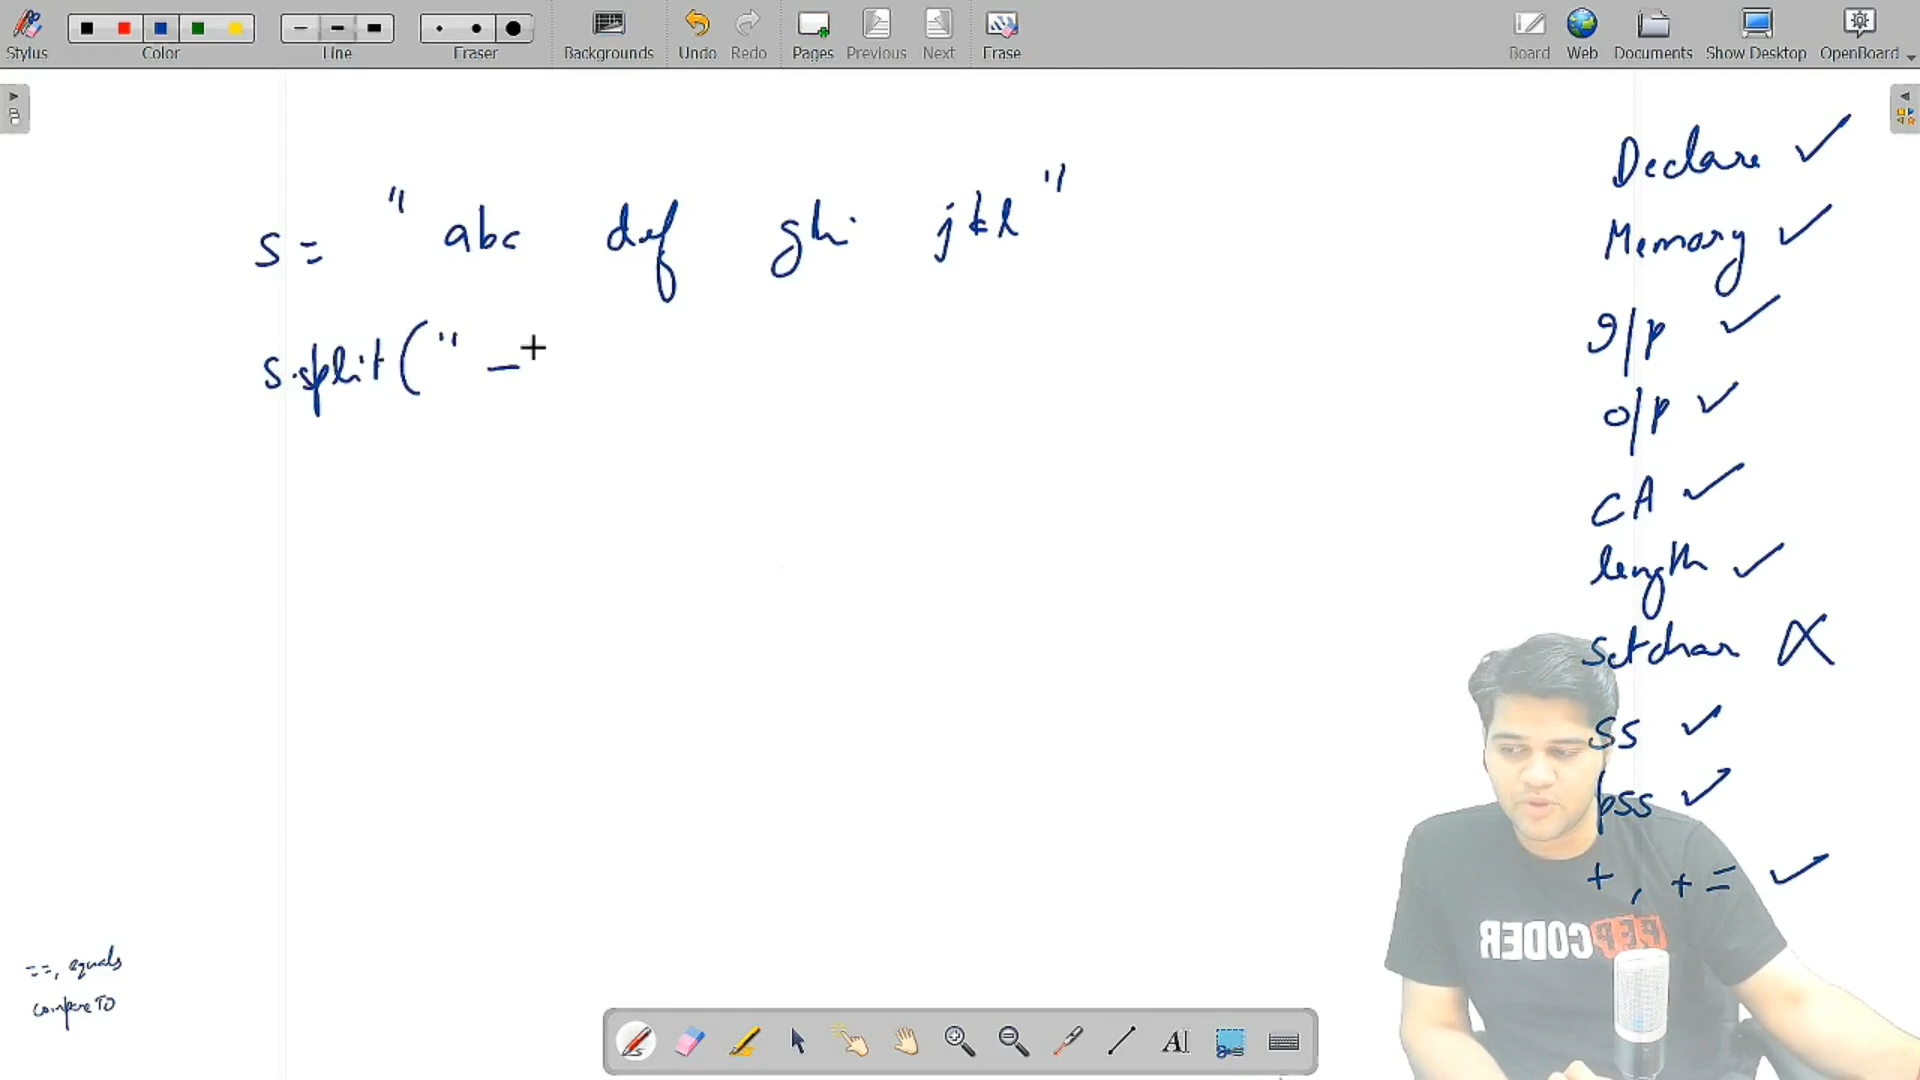 Stylus
Color
Line
Eraser
Backgrounds
Undo
Redo
Pages
Previous
Next
Erase
Board
Web
Documents
Show Desktop
OpenBoard
s = " abc def ghi jkl "
s.split(" _
Declare ✓
Memory ✓
I/p ✓
o/p ✓
CA ✓
length ✓
setchar X
SS ✓
pss ✓
+, += ✓
PEPCODER
==, equals
compareTo